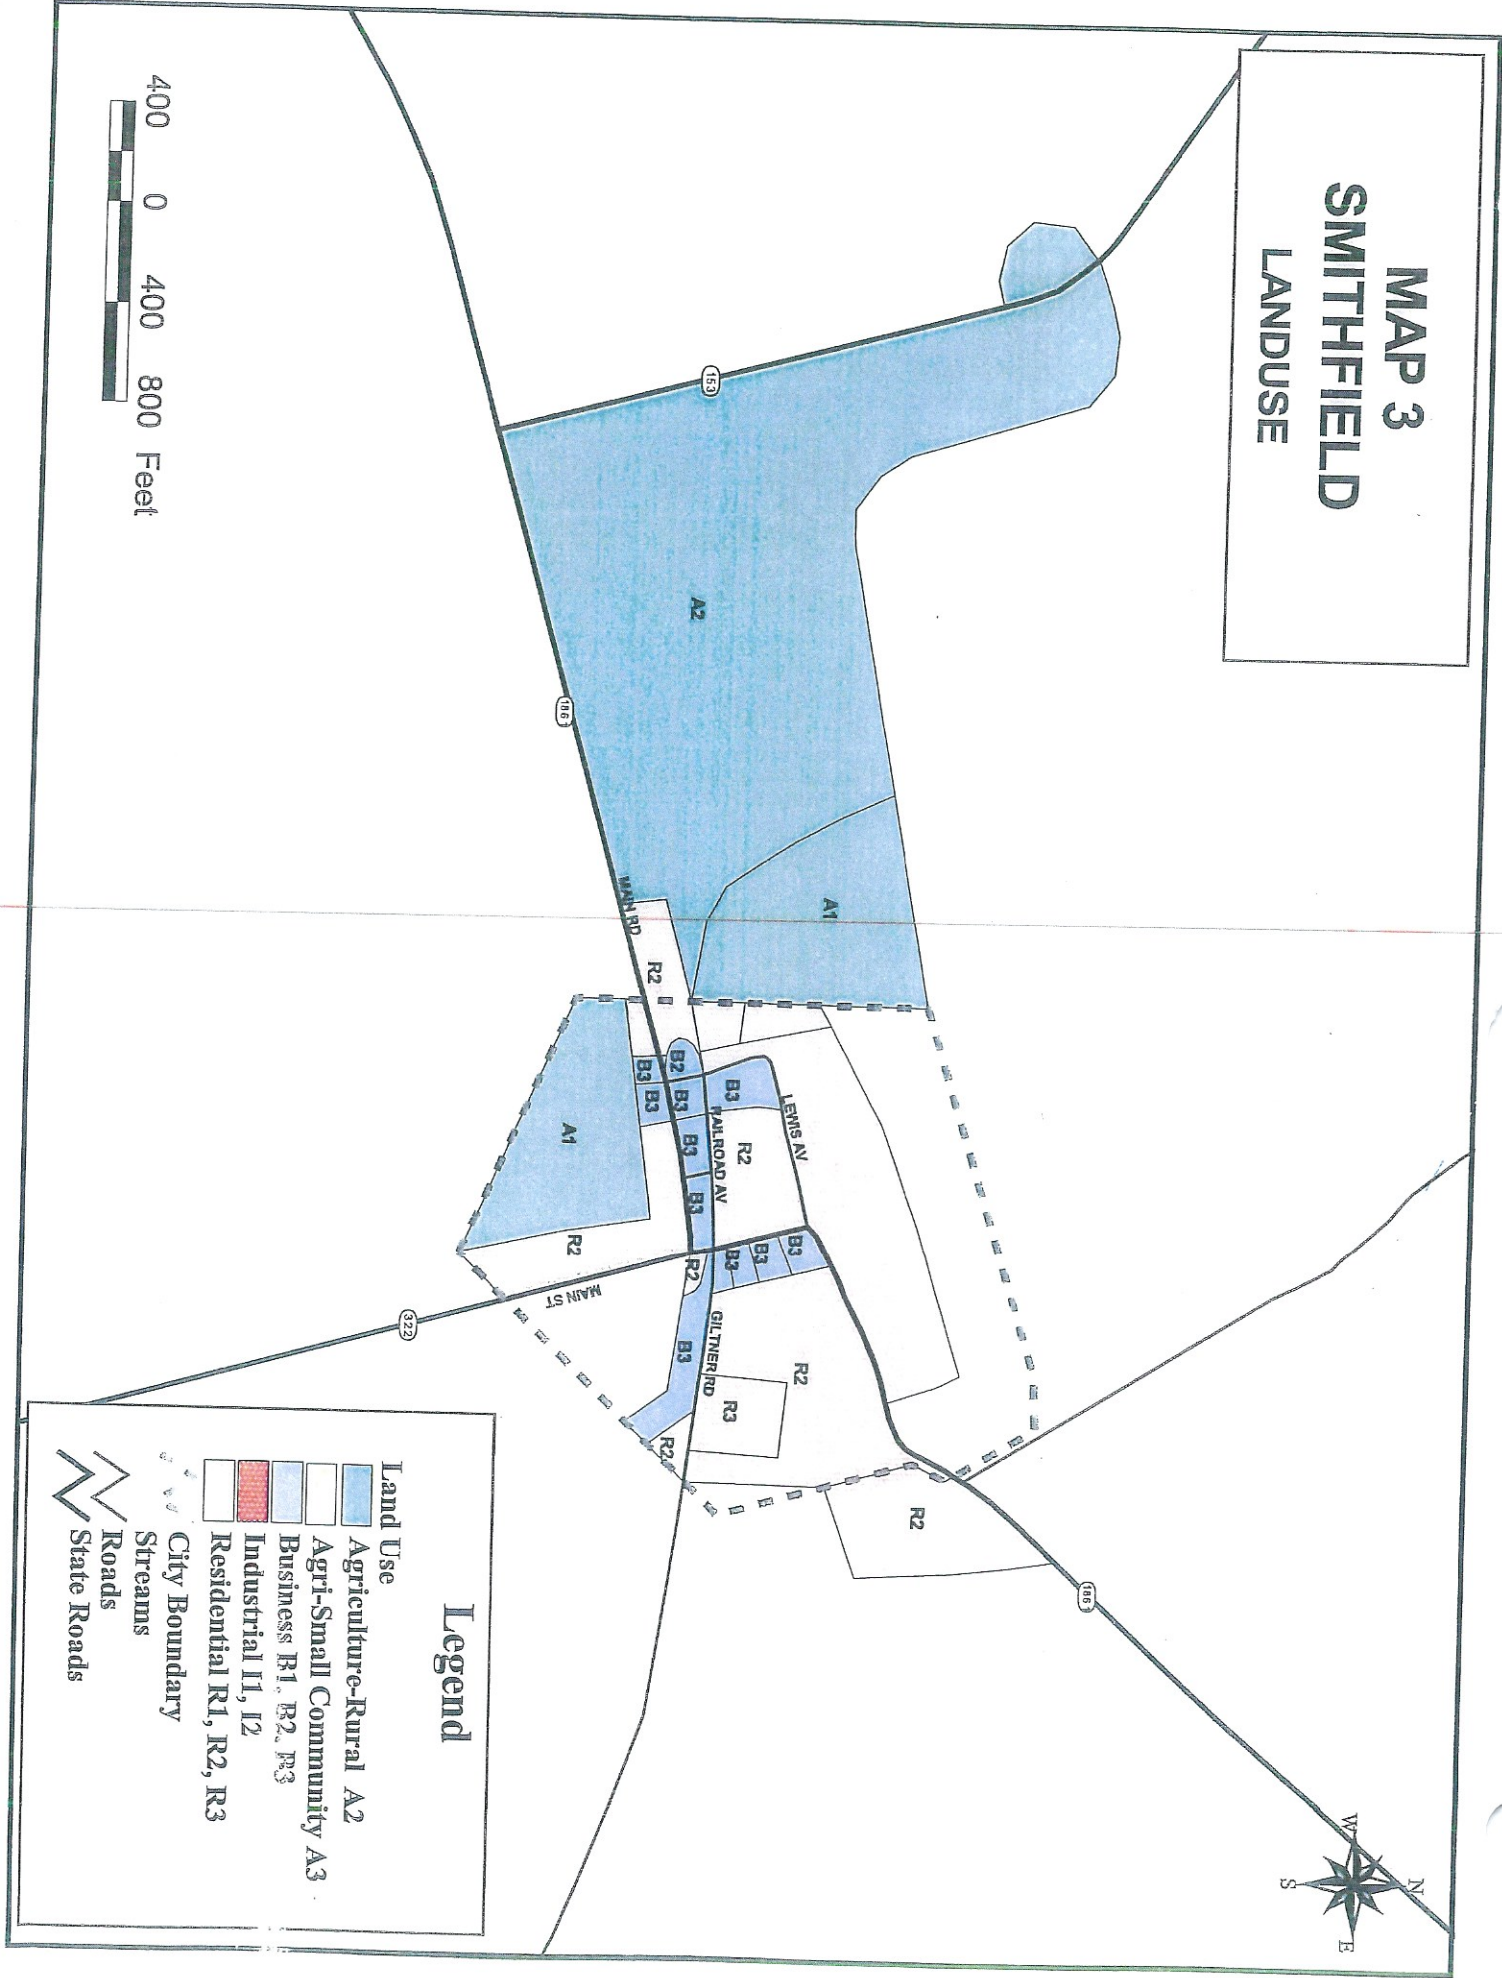 MAP 3
SMITHFIELD
LANDUSE
N
W
E
S
153
1861
A2
A1
1861
MAIN RD
R2
B2
B3
B3
B3
B3
LEWIS AV
RAILROAD AV
R2
B3
B3
A1
R2
B3
B3
B3
R2
MAIN ST
322
GILTNER RD
B3
R2
R3
R2
R2
400 0 400 800 Feet
Legend
Land Use
Agriculture-Rural A2
Agri-Small Community A3
Business B1, B2, B3
Industrial I1, I2
Residential R1, R2, R3
City Boundary
Streams
Roads
State Roads